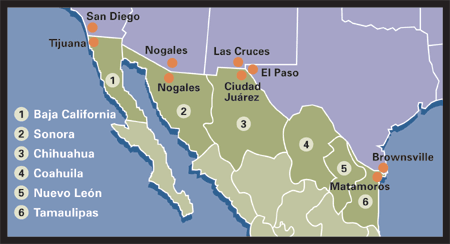 San Diego
Tijuana
Nogales
Las Cruces
El Paso
Nogales
Ciudad
Juárez
1
2
3
4
5
6
Brownsville
Matamoros
1 Baja California
2 Sonora
3 Chihuahua
4 Coahuila
5 Nuevo León
6 Tamaulipas